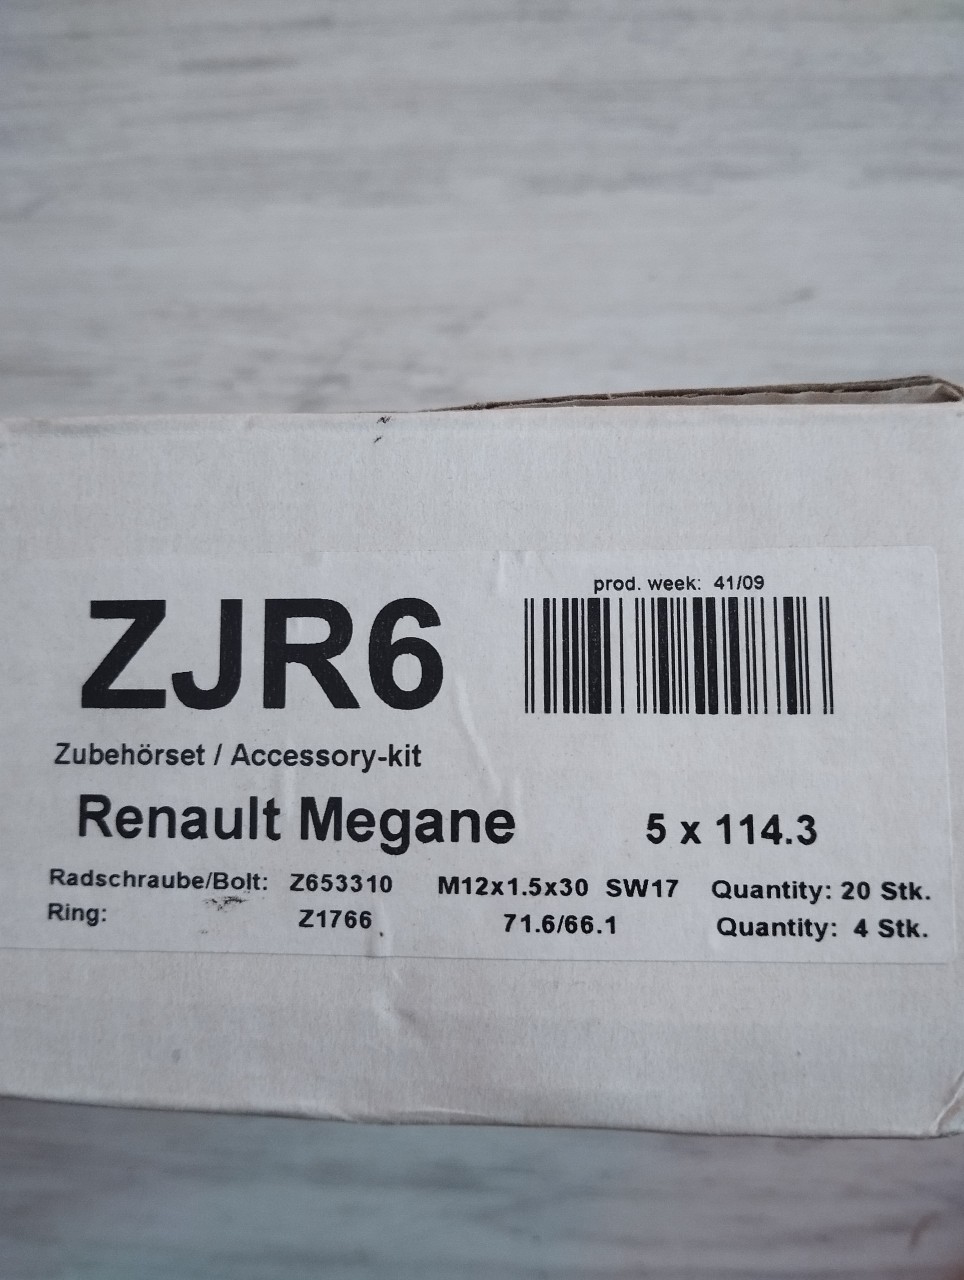 prod. week: 41/09
ZJR6
Zubehörset / Accessory-kit
Renault Megane 5 x 114.3
Radschraube/Bolt: Z653310 M12x1.5x30 SW17 Quantity: 20 Stk.
Ring: Z1766 71.6/66.1 Quantity: 4 Stk.